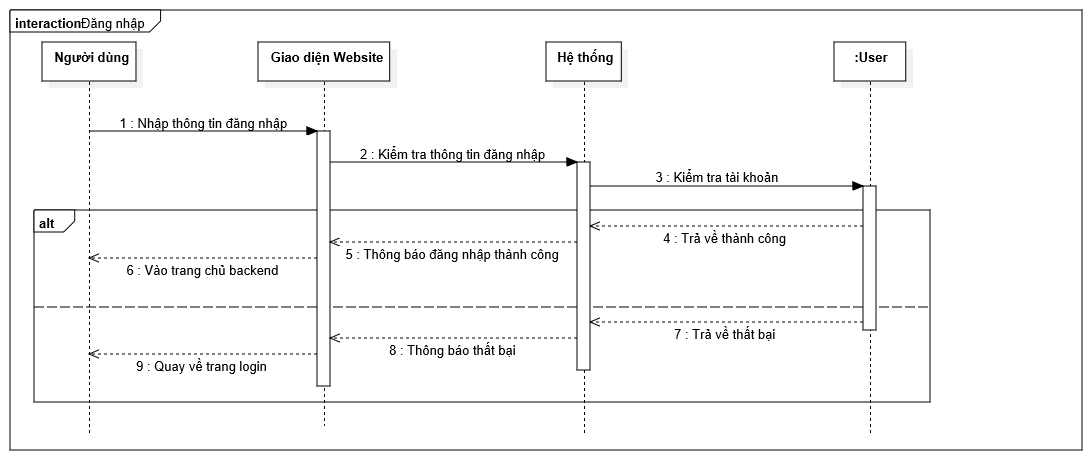 interactionĐăng nhập
Người dùng
Giao diện Website
Hệ thống
:User
1 : Nhập thông tin đăng nhập
2 : Kiểm tra thông tin đăng nhập
3 : Kiểm tra tài khoản
alt
4 : Trả về thành công
5 : Thông báo đăng nhập thành công
6 : Vào trang chủ backend
7 : Trả về thất bại
8 : Thông báo thất bại
9 : Quay về trang login